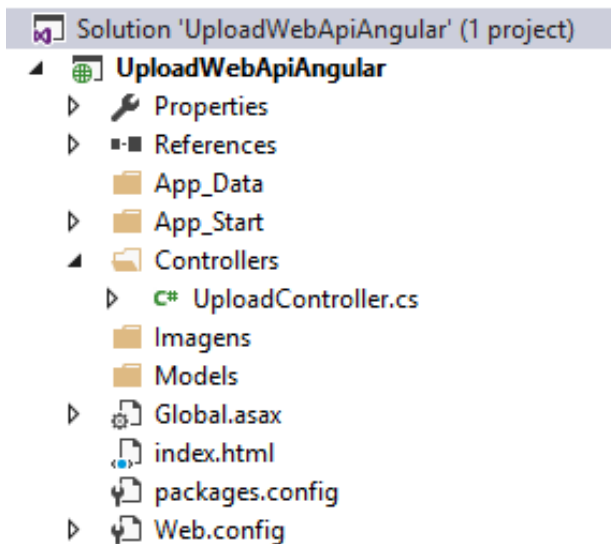 Solution 'UploadWebApiAngular' (1 project)
UploadWebApiAngular
Properties
References
App_Data
App_Start
Controllers
C# UploadController.cs
Imagens
Models
Global.asax
index.html
packages.config
Web.config